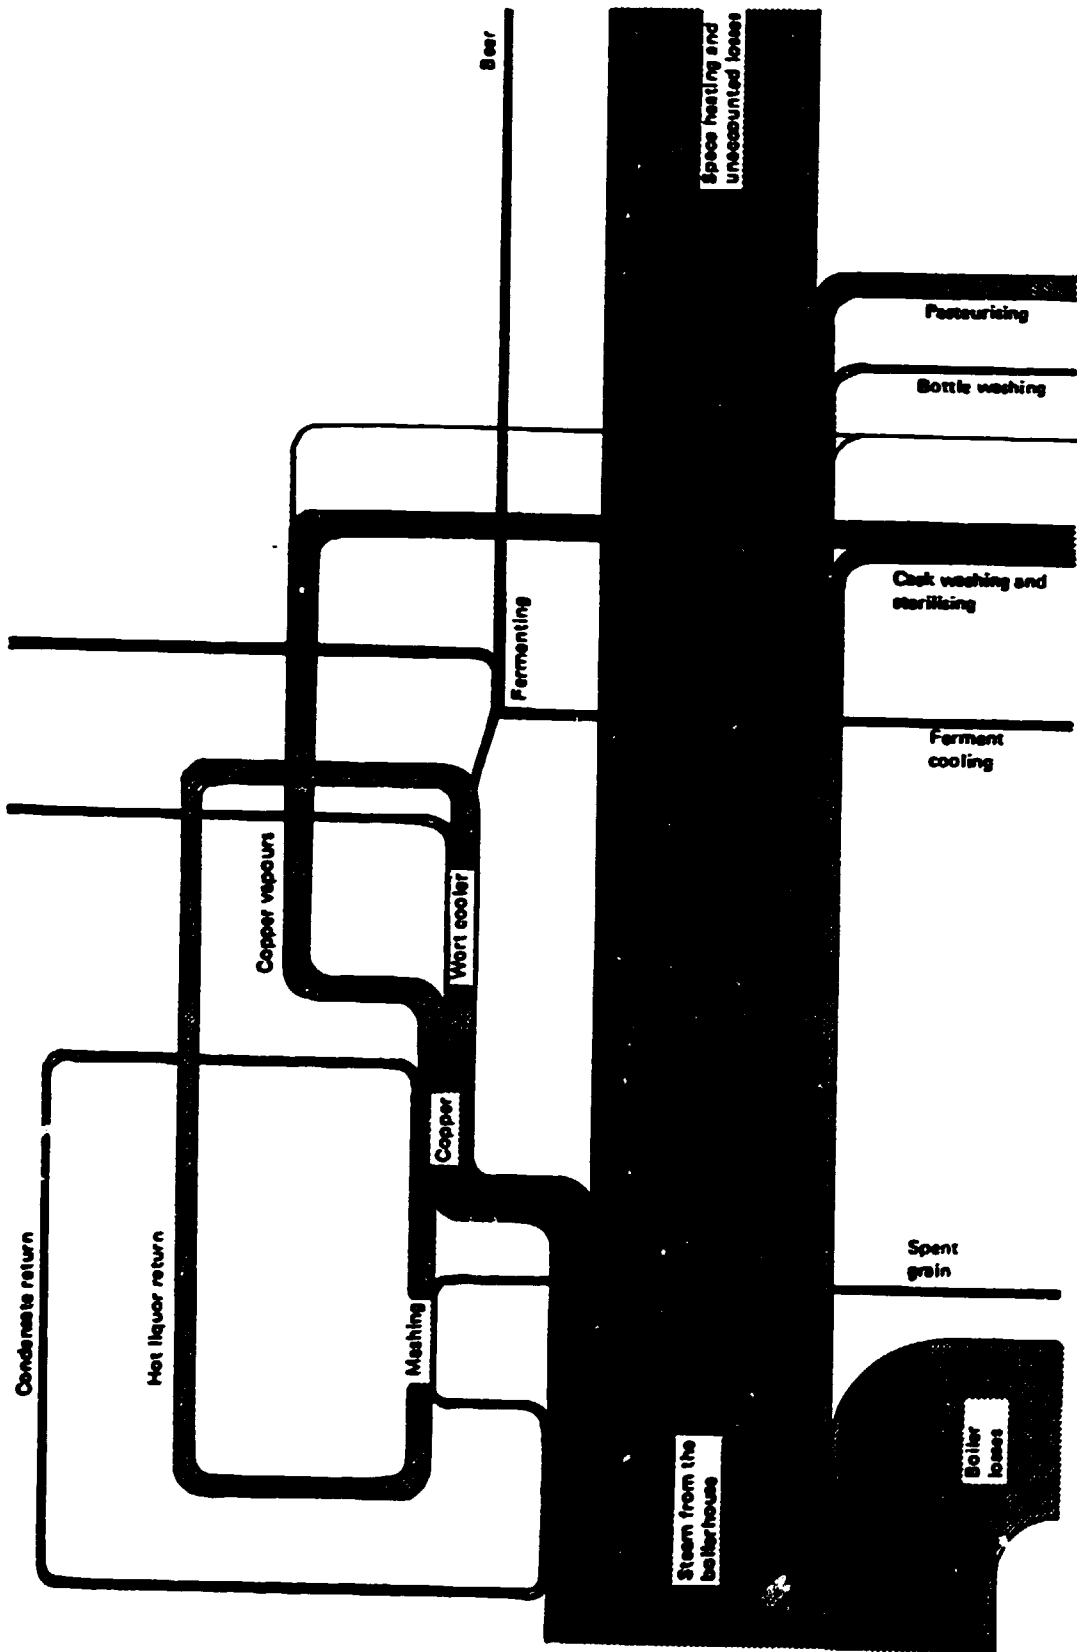 Beer
Space heating and
unaccounted losses
Pasteurising
Bottle washing
Cask washing and
sterilising
Fermenting
Ferment
cooling
Copper vapours
Wort cooler
Copper
Condensate return
Hot liquor return
Mashing
Spent
grain
Steam from the
boilerhouse
Boiler
losses